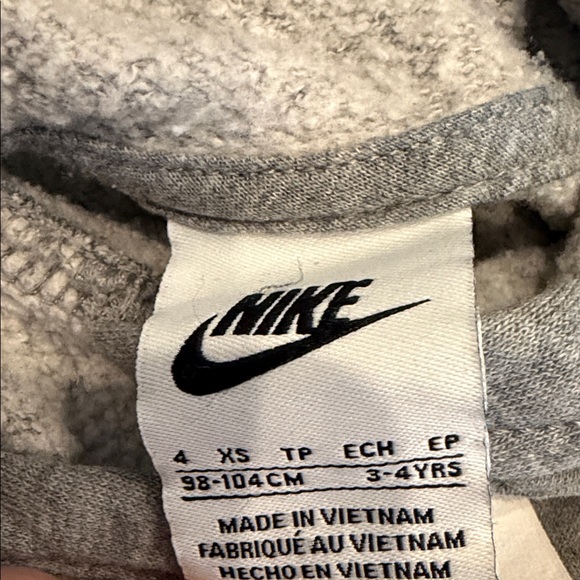 NIKE
4 XS TP ECH EP
98-104CM 3-4YRS
MADE IN VIETNAM
FABRIQUÉ AU VIETNAM
HECHO EN VIETNAM